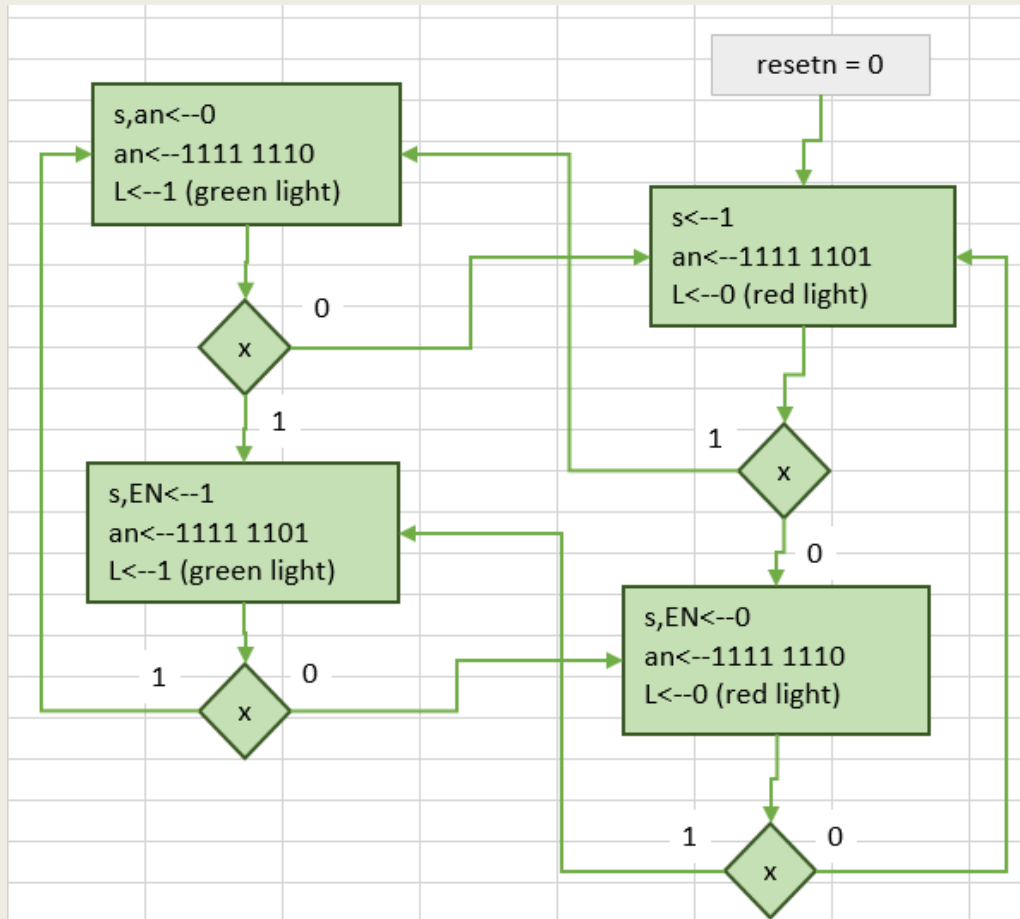 resetn = 0
s,an<--0
an<--1111 1110
L<--1 (green light)
s<--1
an<--1111 1101
L<--0 (red light)
0
x
1
1
x
s,EN<--1
an<--1111 1101
L<--1 (green light)
0
s,EN<--0
an<--1111 1110
L<--0 (red light)
1
0
x
1
0
x